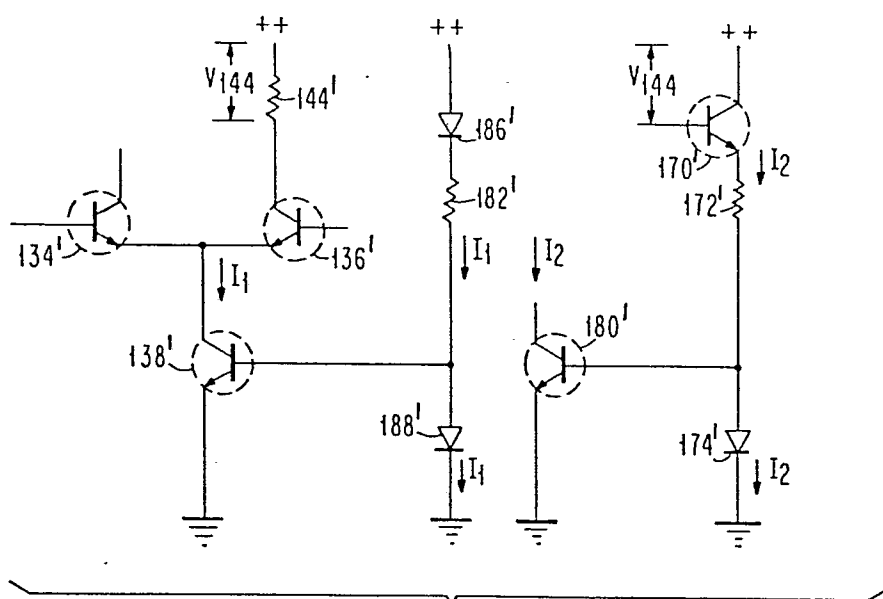 ++
++
++
V144
144'
186'
V144
170'
I2
182'
172'
134'
136'
I1
I1
I2
138'
180'
188'
I1
174'
I2